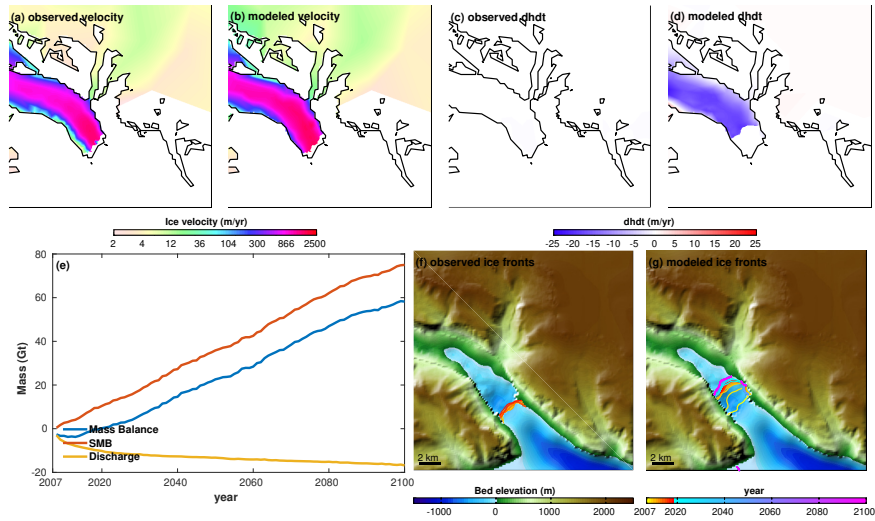 (a) observed velocity
(b) modeled velocity
(c) observed dhdt
(d) modeled dhdt
Ice velocity (m/yr)
2 4 12 36 104 300 866 2500
dhdt (m/yr)
-25 -20 -15 -10 -5 0 5 10 15 20 25
(e)
80
60
40
20
0
-20
Mass (Gt)
Mass Balance
SMB
Discharge
2007 2020 2040 2060 2080 2100
year
(f) observed ice fronts
2 km
(g) modeled ice fronts
2 km
Bed elevation (m)
-1000 0 1000 2000
year
2007 2020 2040 2060 2080 2100